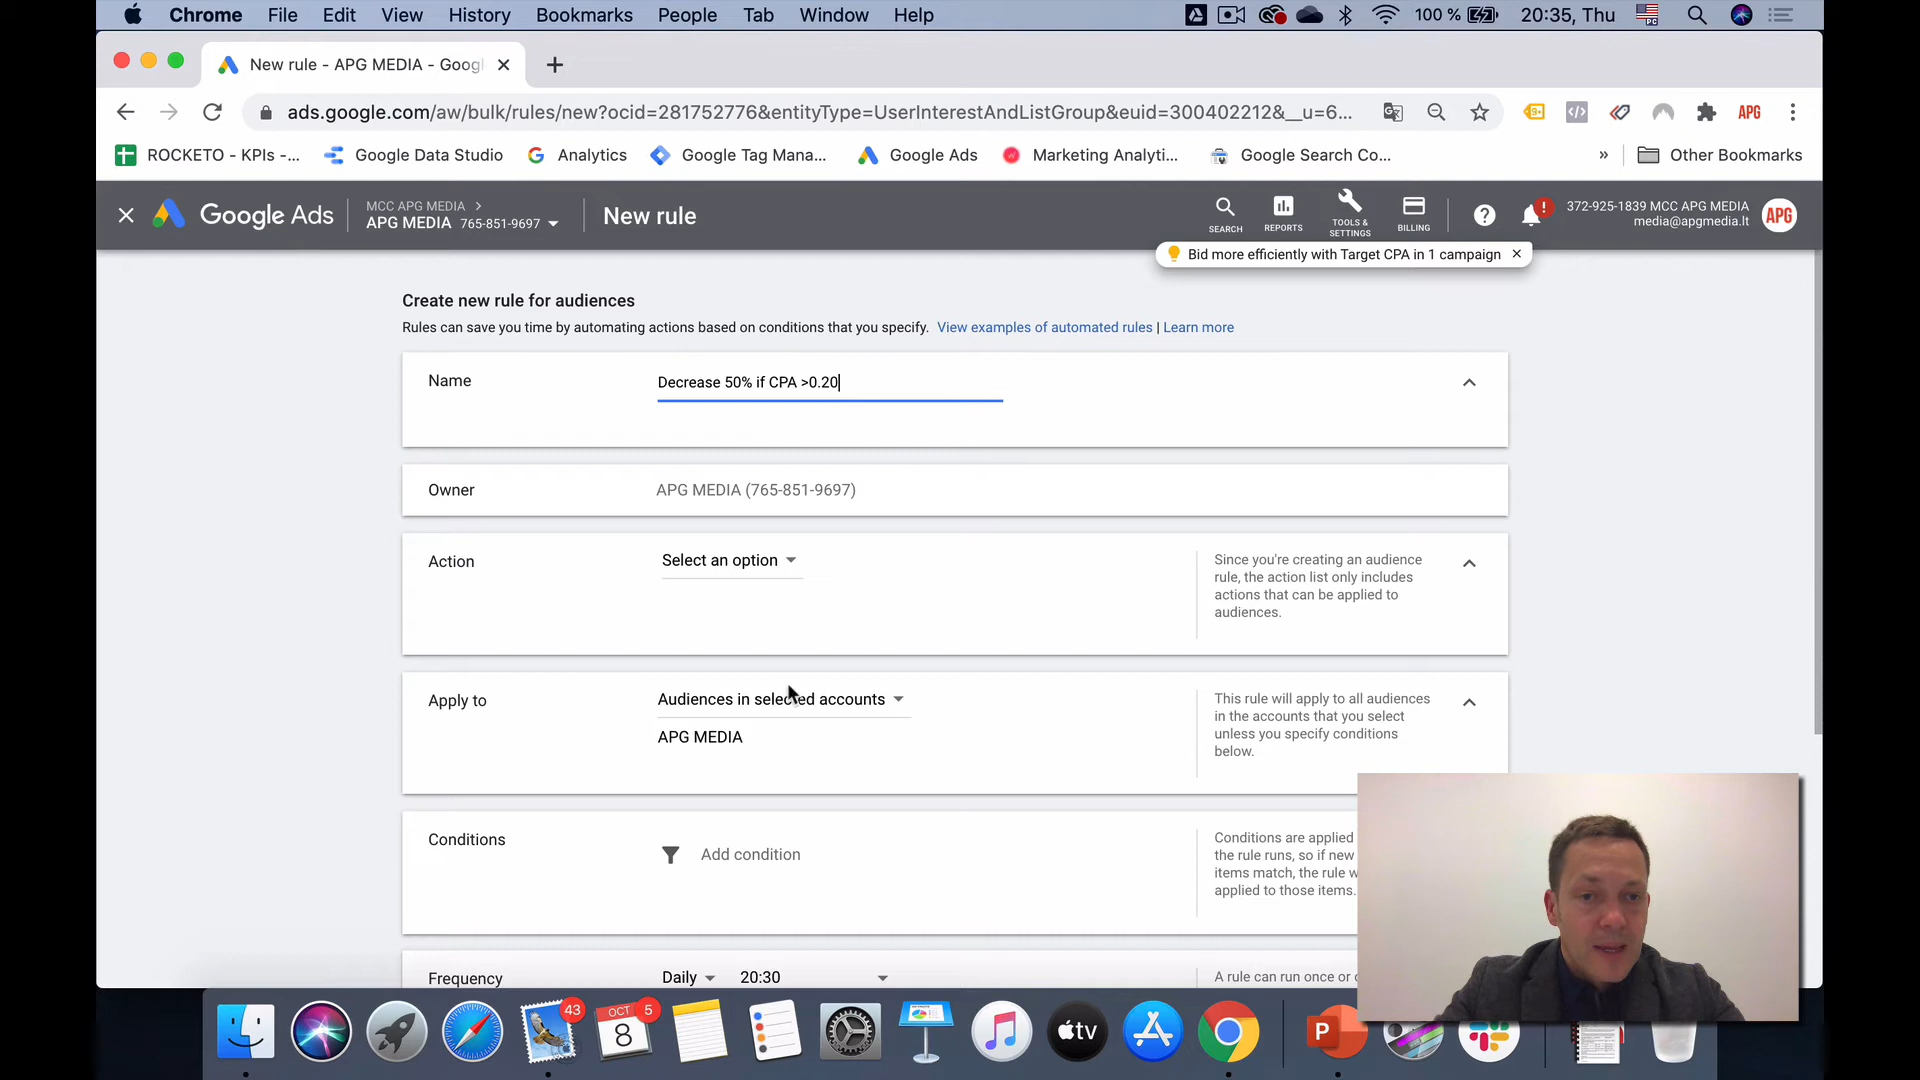 Chrome File Edit View History Bookmarks People Tab Window Help 100 % 20:35, Thu
New rule - APG MEDIA - Goog
ads.google.com/aw/bulk/rules/new?ocid=281752776&entityType=UserInterestAndListGroup&euid=300402212&__u=6...
APG
ROCKETO - KPIs -... Google Data Studio Analytics Google Tag Mana... Google Ads Marketing Analyti... Google Search Co... » Other Bookmarks
Google Ads
MCC APG MEDIA >
APG MEDIA 765-851-9697
New rule
SEARCH
REPORTS
TOOLS &
SETTINGS
BILLING
372-925-1839 MCC APG MEDIA
media@apgmedia.lt
APG
Bid more efficiently with Target CPA in 1 campaign
Create new rule for audiences
Rules can save you time by automating actions based on conditions that you specify. View examples of automated rules | Learn more
Name
Decrease 50% if CPA >0.20
Owner
APG MEDIA (765-851-9697)
Action
Select an option
Since you're creating an audience
rule, the action list only includes
actions that can be applied to
audiences.
Apply to
Audiences in selected accounts
APG MEDIA
This rule will apply to all audiences
in the accounts that you select
unless you specify conditions
below.
Conditions
Add condition
Conditions are applied
the rule runs, so if new
items match, the rule w
applied to those items.
Frequency
Daily 20:30
A rule can run once or
43
OCT
8
5
tv
P